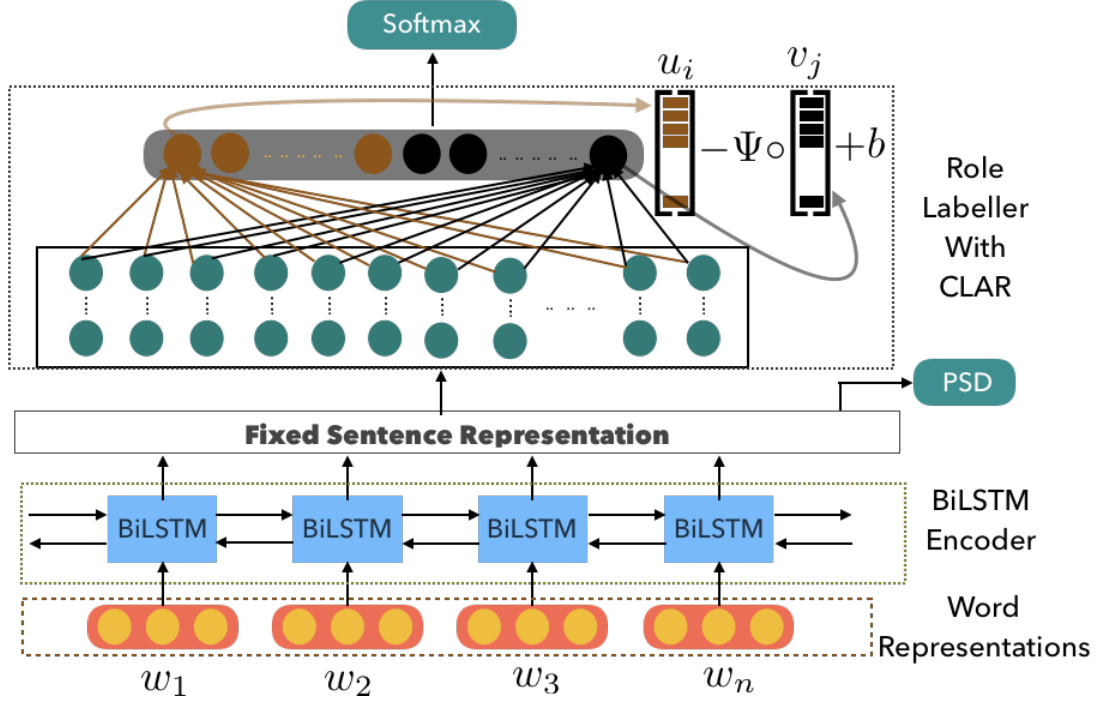 Softmax
u_i
v_j
−Ψ∘
+b
Role
Labeller
With
CLAR
PSD
Fixed Sentence Representation
BiLSTM
BiLSTM
BiLSTM
BiLSTM
BiLSTM
Encoder
Word
Representations
w_1
w_2
w_3
w_n